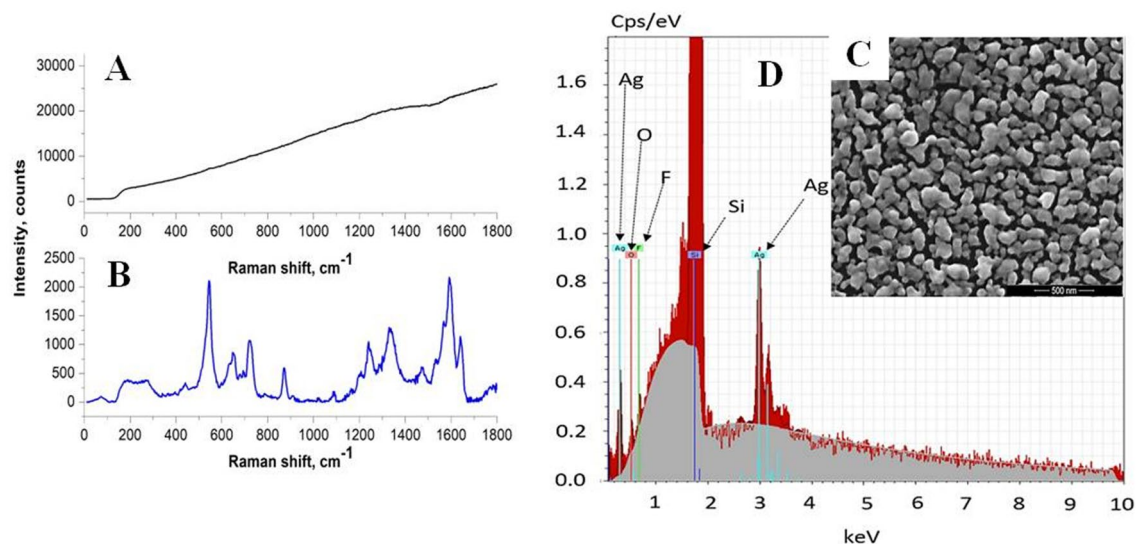 A
30000
20000
10000
0
0 200 400 600 800 1000 1200 1400 1600 1800
Raman shift, cm-1
Intensity, counts
B
2500
2000
1500
1000
500
0
0 200 400 600 800 1000 1200 1400 1600 1800
Raman shift, cm-1
Cps/eV
D
C
1.6
1.4
1.2
1.0
0.8
0.6
0.4
0.2
0.0
Ag
O
F
Si
Ag
Ag
O
F
Si
Ag
500 nm
1 2 3 4 5 6 7 8 9 10
keV